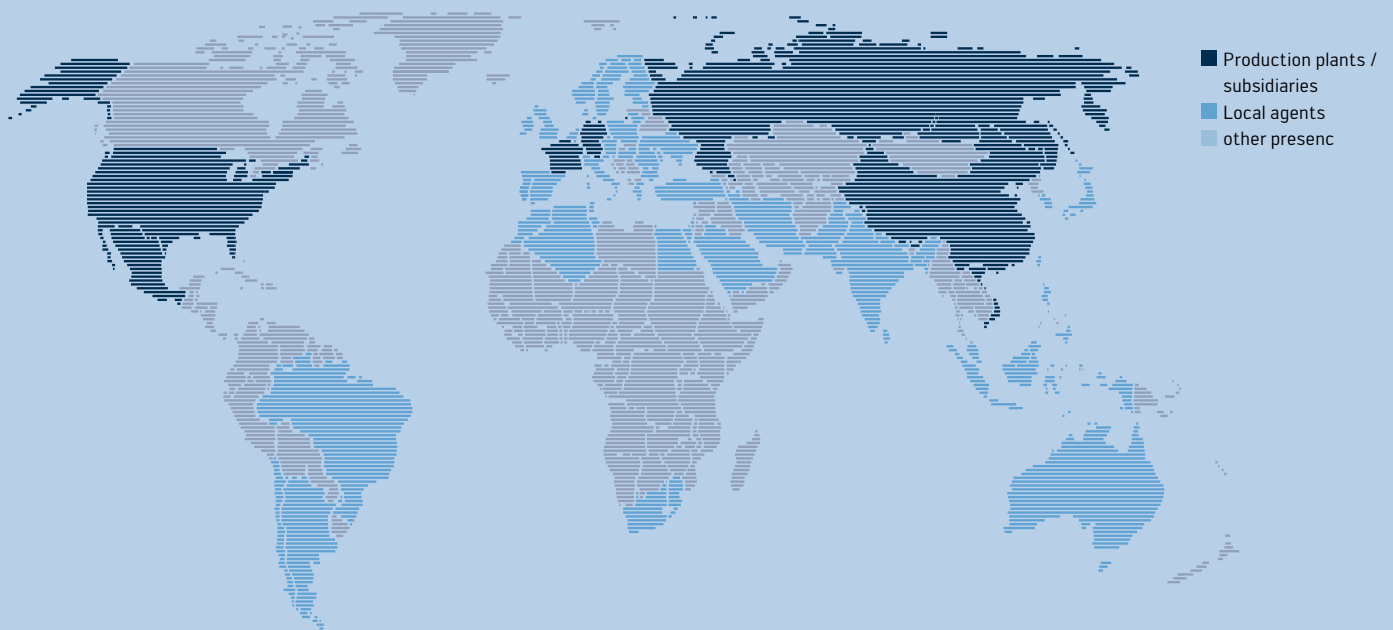 Production plants /
subsidiaries
Local agents
other presenc